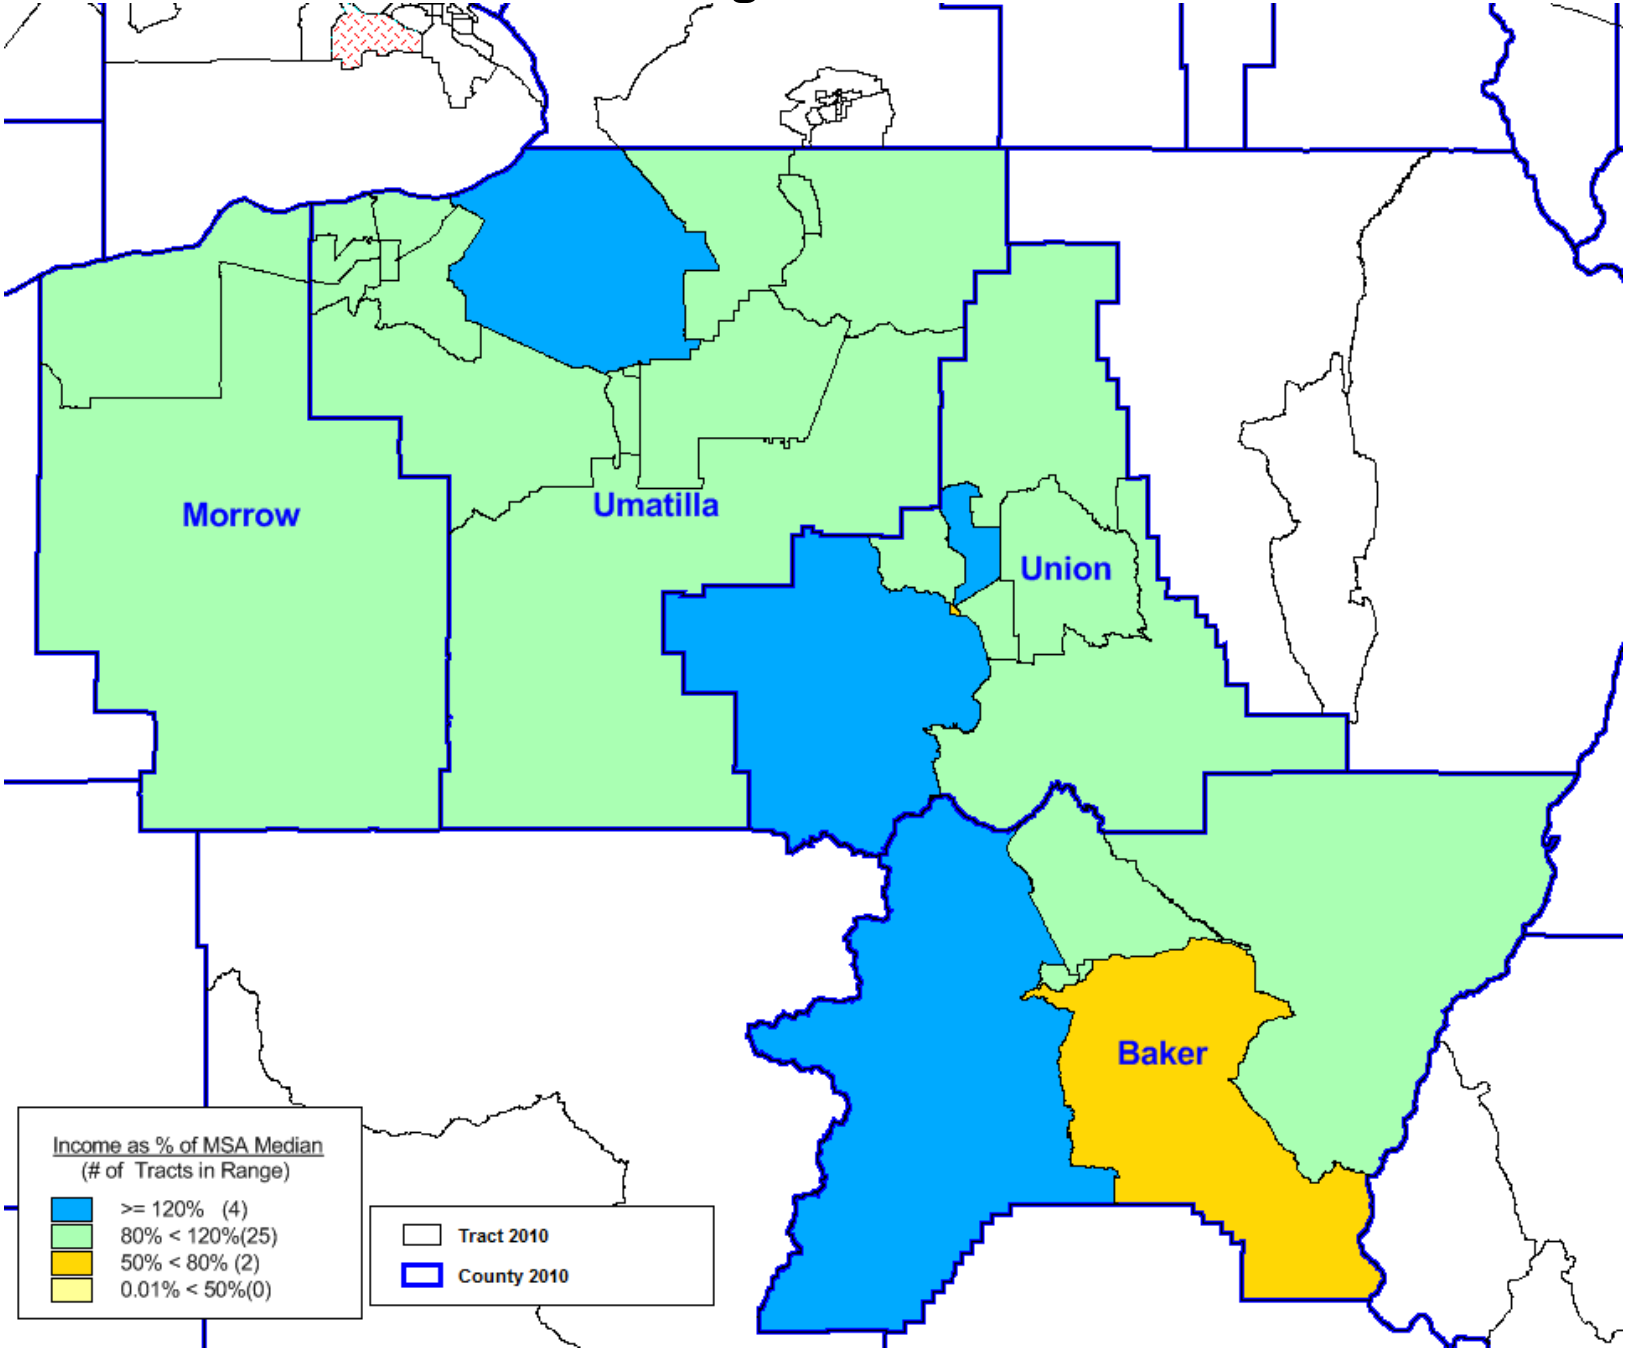 Morrow
Umatilla
Union
Baker
Income as % of MSA Median
(# of Tracts in Range)
>= 120% (4)
80% < 120%(25)
50% < 80% (2)
0.01% < 50%(0)
Tract 2010
County 2010